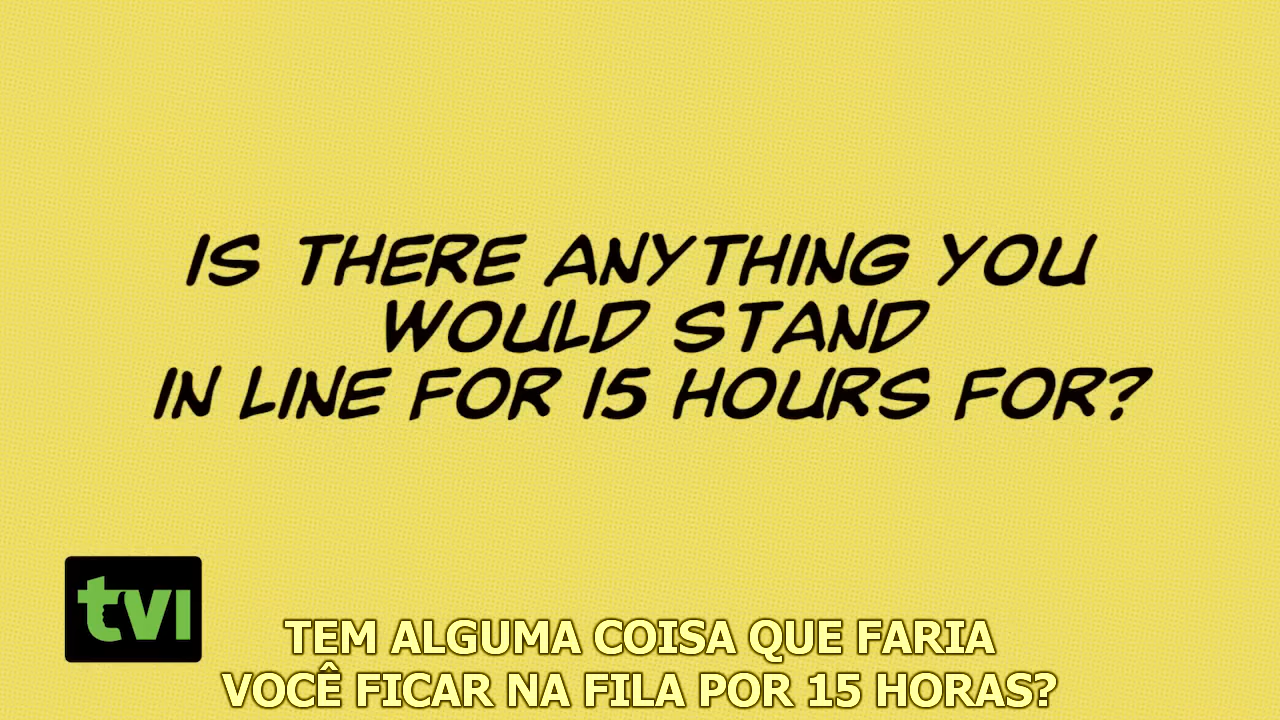 IS THERE ANYTHING YOU
WOULD STAND
IN LINE FOR 15 HOURS FOR?
tvi
TEM ALGUMA COISA QUE FARIA
VOCÊ FICAR NA FILA POR 15 HORAS?